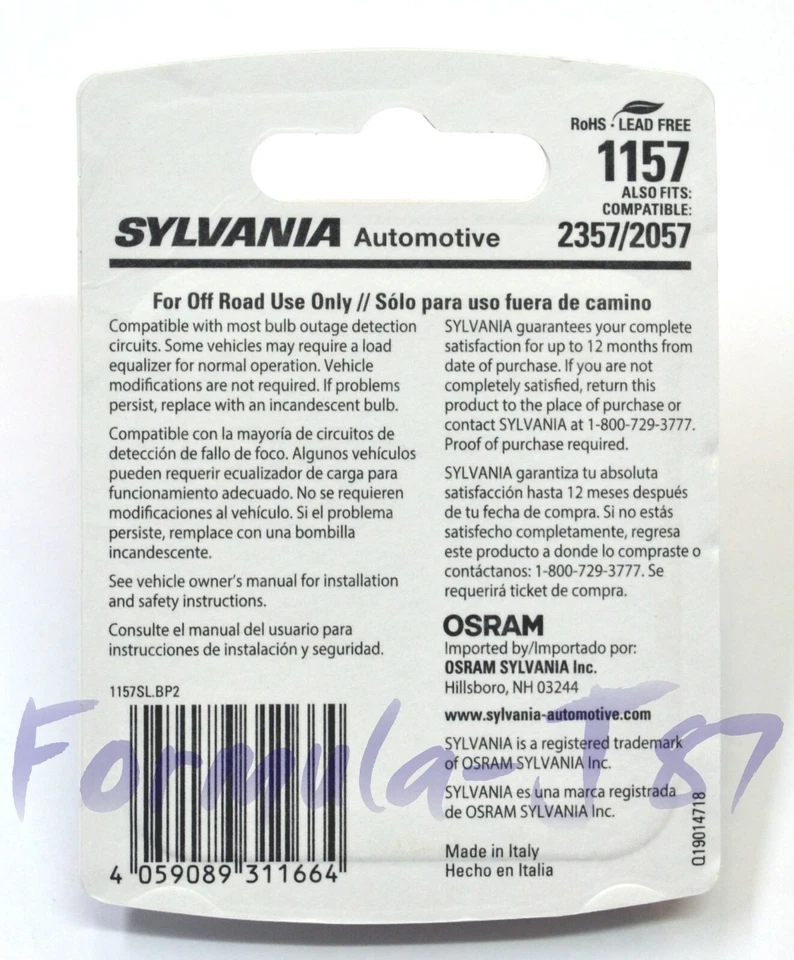 RoHS · LEAD FREE
1157
ALSO FITS:
COMPATIBLE:
2357/2057
SYLVANIA Automotive
For Off Road Use Only // Sólo para uso fuera de camino
Compatible with most bulb outage detection
circuits. Some vehicles may require a load
equalizer for normal operation. Vehicle
modifications are not required. If problems
persist, replace with an incandescent bulb.
Compatible con la mayoría de circuitos de
detección de fallo de foco. Algunos vehículos
pueden requerir ecualizador de carga para
funcionamiento adecuado. No se requieren
modificaciones al vehículo. Si el problema
persiste, remplace con una bombilla
incandescente.
See vehicle owner's manual for installation
and safety instructions.
Consulte el manual del usuario para
instrucciones de instalación y seguridad.
1157SL.BP2
4 059089 311664
SYLVANIA guarantees your complete
satisfaction for up to 12 months from
date of purchase. If you are not
completely satisfied, return this
product to the place of purchase or
contact SYLVANIA at 1-800-729-3777.
Proof of purchase required.
SYLVANIA garantiza tu absoluta
satisfacción hasta 12 meses después
de tu fecha de compra. Si no estás
satisfecho completamente, regresa
este producto a donde lo compraste o
contáctanos: 1-800-729-3777. Se
requerirá ticket de compra.
OSRAM
Imported by/Importado por:
OSRAM SYLVANIA Inc.
Hillsboro, NH 03244
www.sylvania-automotive.com
SYLVANIA is a registered trademark
of OSRAM SYLVANIA Inc.
SYLVANIA es una marca registrada
de OSRAM SYLVANIA Inc.
Made in Italy
Hecho en Italia
Q19014718
Formula-J87